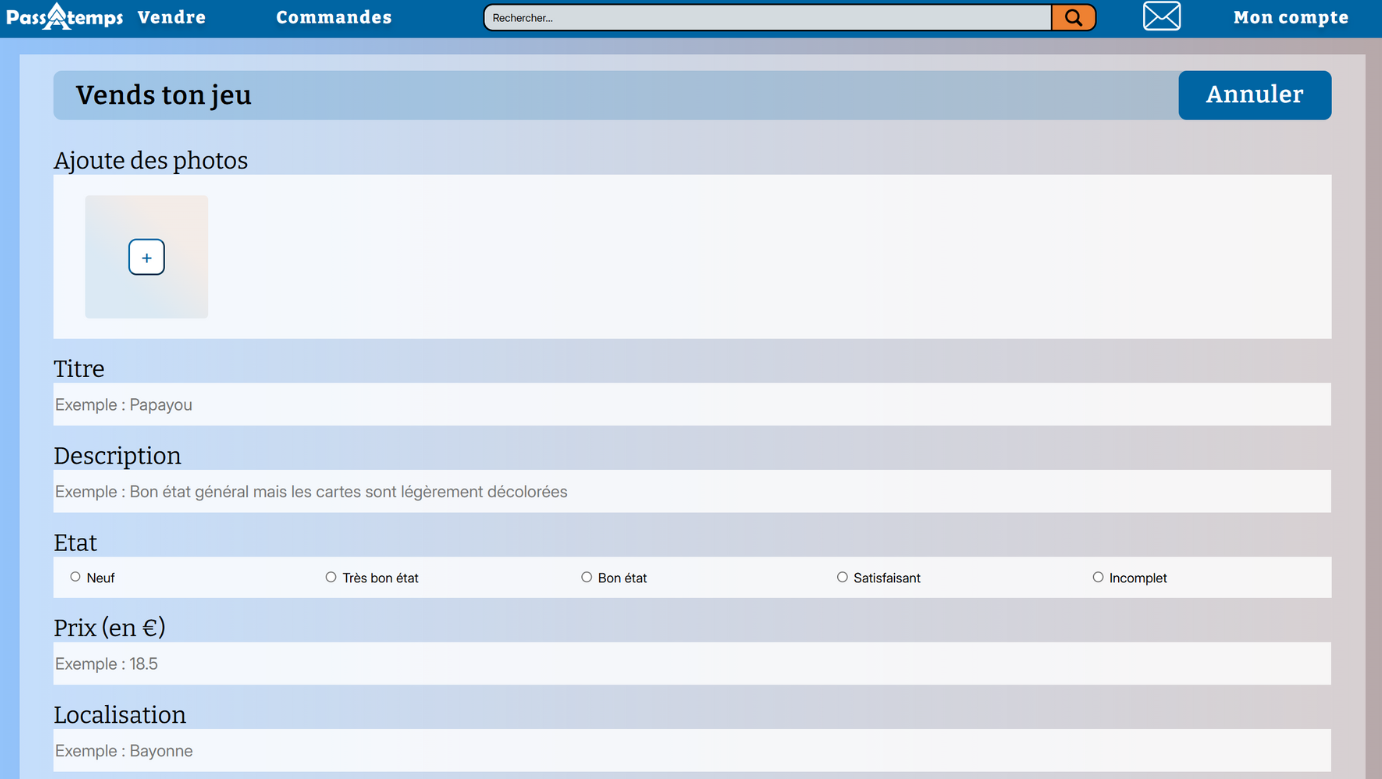 PassAtemps Vendre Commandes Rechercher... Mon compte
Vends ton jeu Annuler
Ajoute des photos
+
Titre
Exemple : Papayou
Description
Exemple : Bon état général mais les cartes sont légèrement décolorées
Etat
Neuf Très bon état Bon état Satisfaisant Incomplet
Prix (en €)
Exemple : 18.5
Localisation
Exemple : Bayonne